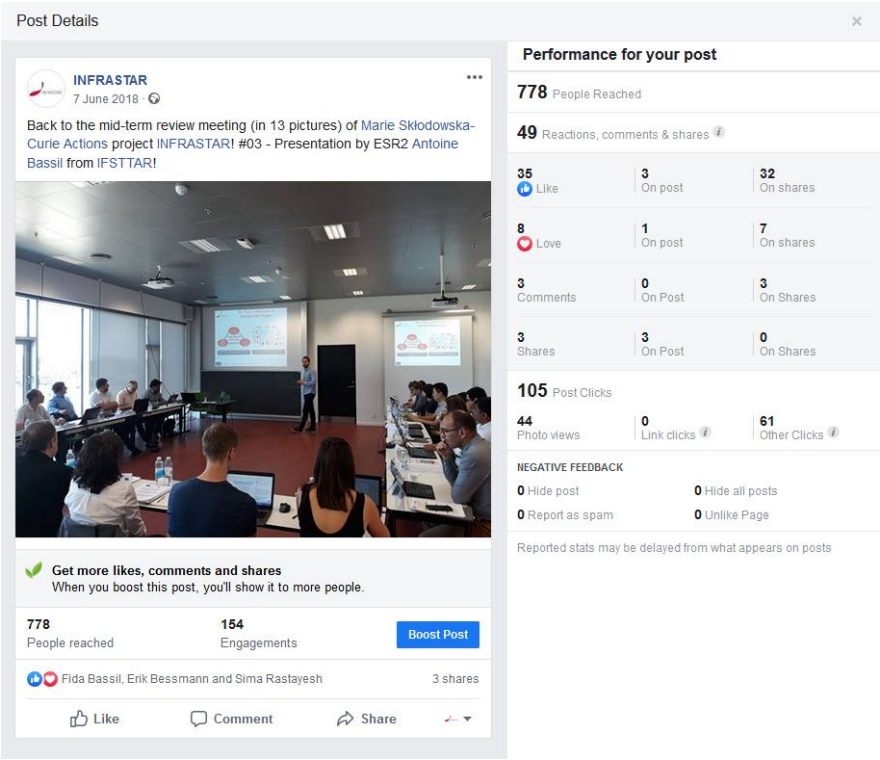 Post Details
×
INFRASTAR
7 June 2018 ·
Back to the mid-term review meeting (in 13 pictures) of Marie Skłodowska-
Curie Actions project INFRASTAR! #03 - Presentation by ESR2 Antoine
Bassil from IFSTTAR!
Get more likes, comments and shares
When you boost this post, you'll show it to more people.
778
People reached
154
Engagements
Boost Post
Fida Bassil, Erik Bessmann and Sima Rastayesh
3 shares
Like
Comment
Share
Performance for your post
778 People Reached
49 Reactions, comments & shares
35
Like
3
On post
32
On shares
8
Love
1
On post
7
On shares
3
Comments
0
On Post
3
On Shares
3
Shares
3
On Post
0
On Shares
105 Post Clicks
44
Photo views
0
Link clicks
61
Other Clicks
NEGATIVE FEEDBACK
0 Hide post
0 Hide all posts
0 Report as spam
0 Unlike Page
Reported stats may be delayed from what appears on posts